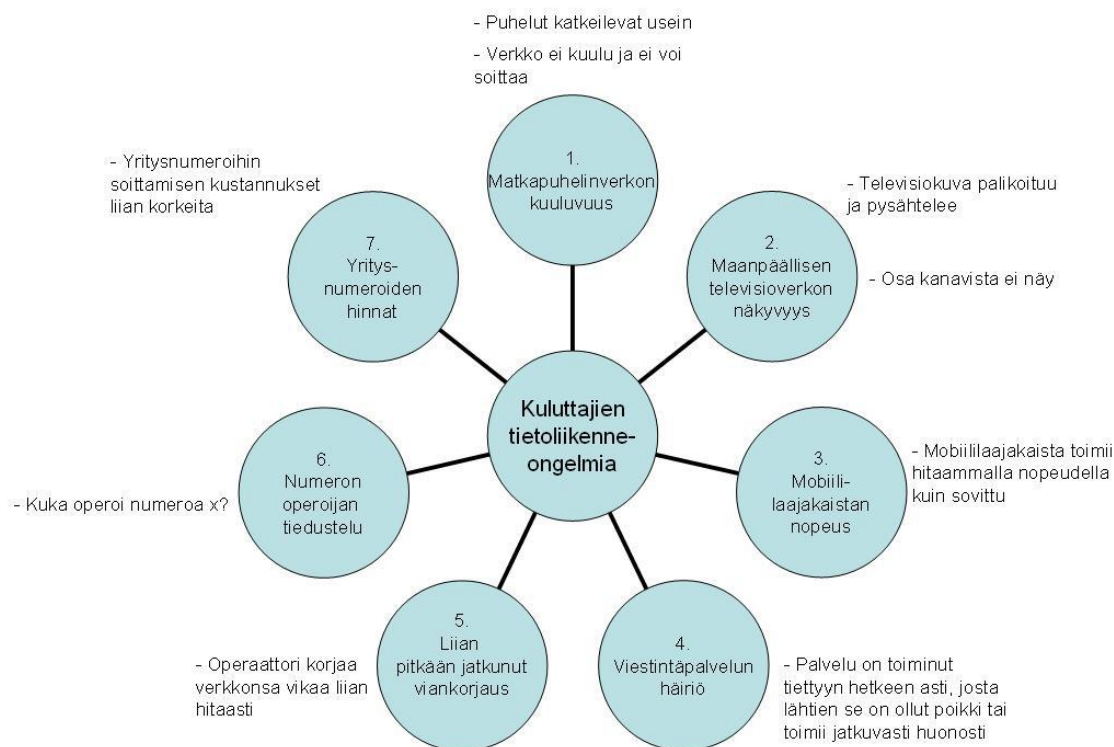 - Puhelut katkeilevat usein
- Verkko ei kuulu ja ei voi
soittaa
1.
Matkapuhelinverkon
kuuluvuus
- Televisiokuva palikoituu
ja pysähtelee
- Osa kanavista ei näy
2.
Maanpäällisen
televisioverkon
näkyvyys
- Mobiililaajakaista toimii
hitaammalla nopeudella
kuin sovittu
3.
Mobiili-
laajakaistan
nopeus
- Palvelu on toiminut
tiettyyn hetkeen asti, josta
lähtien se on ollut poikki tai
toimii jatkuvasti huonosti
4.
Viestintäpalvelun
häiriö
- Operaattori korjaa
verkkonsa vikaa liian
hitaasti
5.
Liian
pitkään jatkunut
viankorjaus
- Kuka operoi numeroa x?
6.
Numeron
operoijan
tiedustelu
- Yritysnumeroihin
soittamisen kustannukset
liian korkeita
7.
Yritys-
numeroiden
hinnat
Kuluttajien
tietoliikenne-
ongelmia